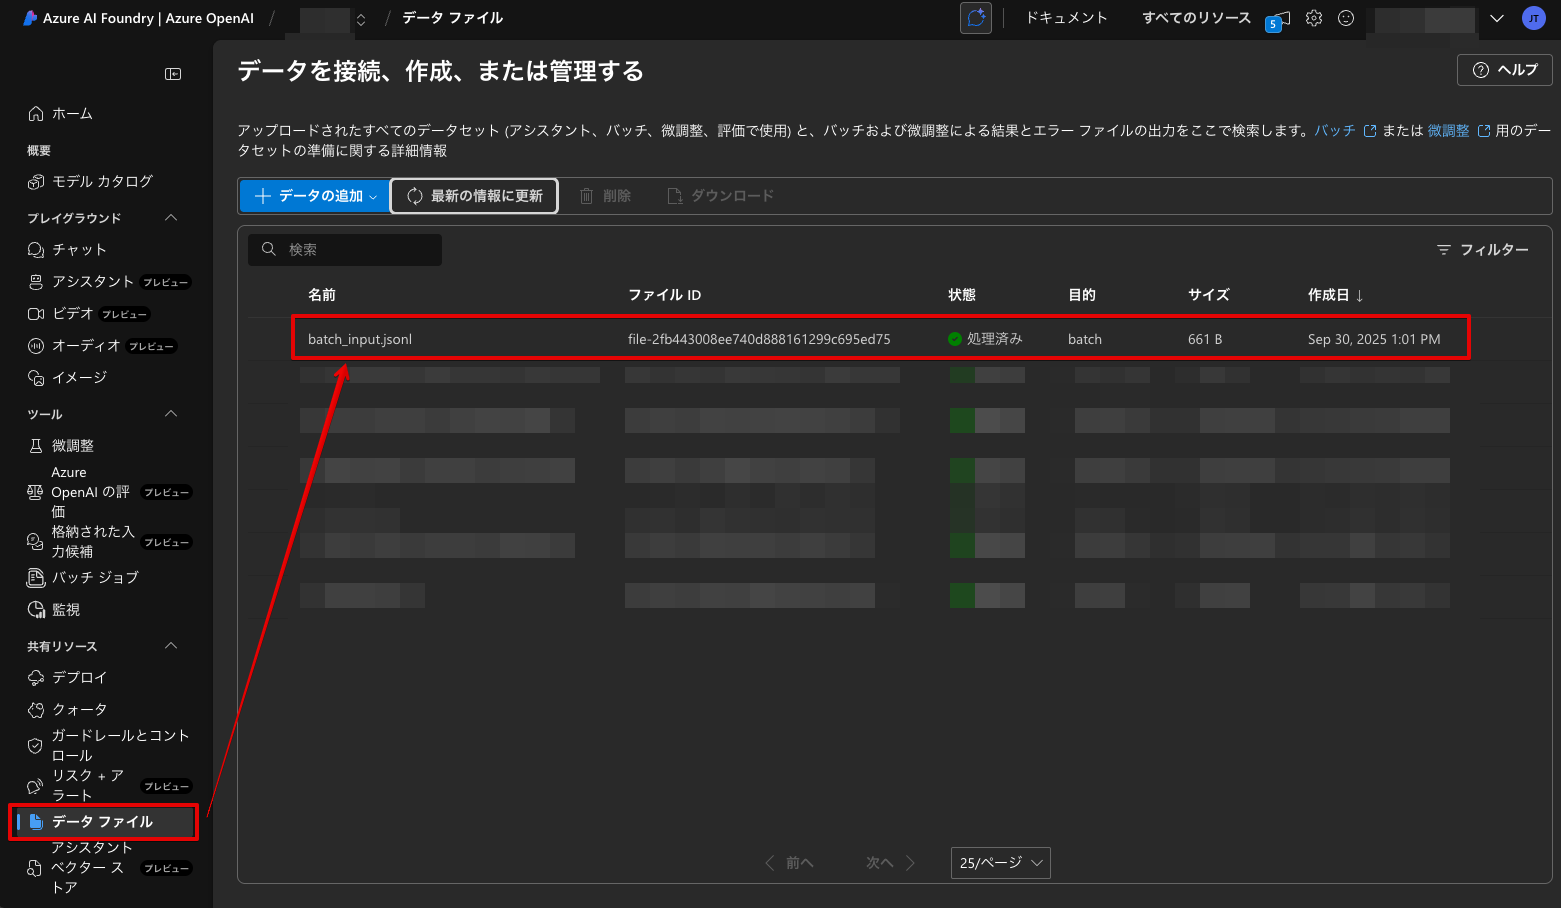 Azure AI Foundry | Azure OpenAI / / データ ファイル ドキュメント すべてのリソース 5 JT
データを接続、作成、または管理する
ヘルプ
アップロードされたすべてのデータセット (アシスタント、バッチ、微調整、評価で使用) と、バッチおよび微調整による結果とエラー ファイルの出力をここで検索します。バッチ または 微調整 用のデー
タセットの準備に関する詳細情報
データの追加 最新の情報に更新 削除 ダウンロード
検索
フィルター
名前 ファイル ID 状態 目的 サイズ 作成日 ↓
batch_input.jsonl file-2fb443008ee740d888161299c695ed75 処理済み batch 661 B Sep 30, 2025 1:01 PM
前へ 次へ 25/ページ
ホーム
概要
モデル カタログ
プレイグラウンド
チャット
アシスタント プレビュー
ビデオ プレビュー
オーディオ プレビュー
イメージ
ツール
微調整
Azure
OpenAI の評 プレビュー
価
格納された入
力候補 プレビュー
バッチ ジョブ
監視
共有リソース
デプロイ
クォータ
ガードレールとコント
ロール
リスク + ア
ラート プレビュー
データ ファイル
アシスタント
ベクター ス プレビュー
トア